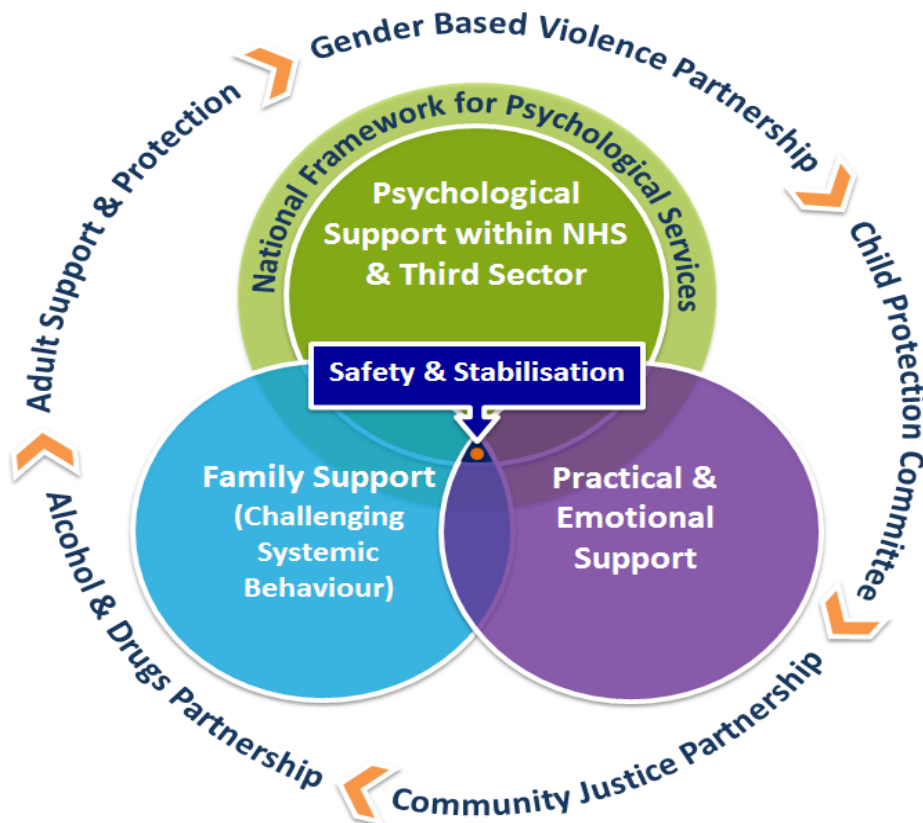 Gender Based Violence Partnership
Child Protection Committee
Community Justice Partnership
Alcohol & Drugs Partnership
Adult Support & Protection
National Framework for Psychological Services
Psychological
Support within NHS
& Third Sector
Safety & Stabilisation
Family Support
(Challenging
Systemic
Behaviour)
Practical &
Emotional
Support